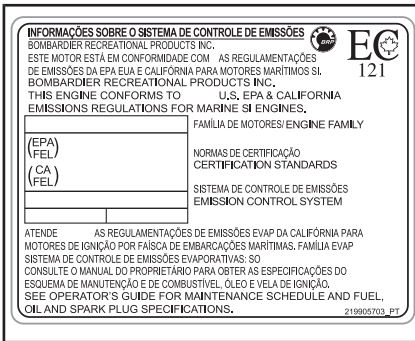 INFORMAÇÕES SOBRE O SISTEMA DE CONTROLE DE EMISSÕES
BOMBARDIER RECREATIONAL PRODUCTS INC.
ESTE MOTOR ESTÁ EM CONFORMIDADE COM AS REGULAMENTAÇÕES
DE EMISSÕES DA EPA EUA E CALIFÓRNIA PARA MOTORES MARÍTIMOS SI.
BOMBARDIER RECREATIONAL PRODUCTS INC.
THIS ENGINE CONFORMS TO U.S. EPA & CALIFORNIA
EMISSIONS REGULATIONS FOR MARINE SI ENGINES.
BRP
EC
121
FAMÍLIA DE MOTORES/ ENGINE FAMILY
(EPA FEL)
NORMAS DE CERTIFICAÇÃO
CERTIFICATION STANDARDS
(CA FEL)
SISTEMA DE CONTROLE DE EMISSÕES
EMISSION CONTROL SYSTEM
ATENDE AS REGULAMENTAÇÕES DE EMISSÕES EVAP DA CALIFÓRNIA PARA
MOTORES DE IGNIÇÃO POR FAÍSCA DE EMBARCAÇÕES MARÍTIMAS. FAMÍLIA EVAP
SISTEMA DE CONTROLE DE EMISSÕES EVAPORATIVAS: SO
CONSULTE O MANUAL DO PROPRIETÁRIO PARA OBTER AS ESPECIFICAÇÕES DO
ESQUEMA DE MANUTENÇÃO E DE COMBUSTÍVEL, ÓLEO E VELA DE IGNIÇÃO.
SEE OPERATOR'S GUIDE FOR MAINTENANCE SCHEDULE AND FUEL,
OIL AND SPARK PLUG SPECIFICATIONS.
219905703_PT